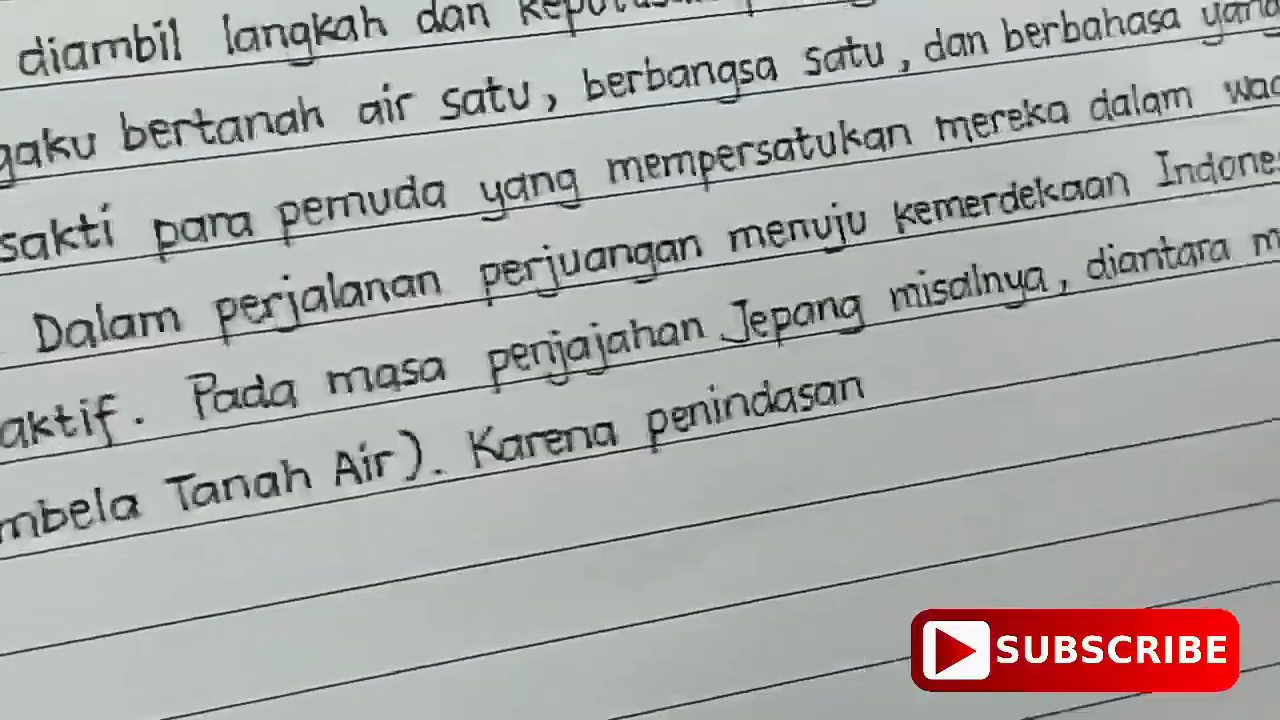 diambil langkah dan
gaku bertanah air satu, berbangsa satu, dan berbahasa yang
sakti para pemuda yang mempersatukan mereka dalam
Dalam perjalanan perjuangan menuju kemerdekaan
aktif. Pada masa penjajahan Jepang misalnya, diantara
mbela Tanah Air). Karena penindasan
SUBSCRIBE